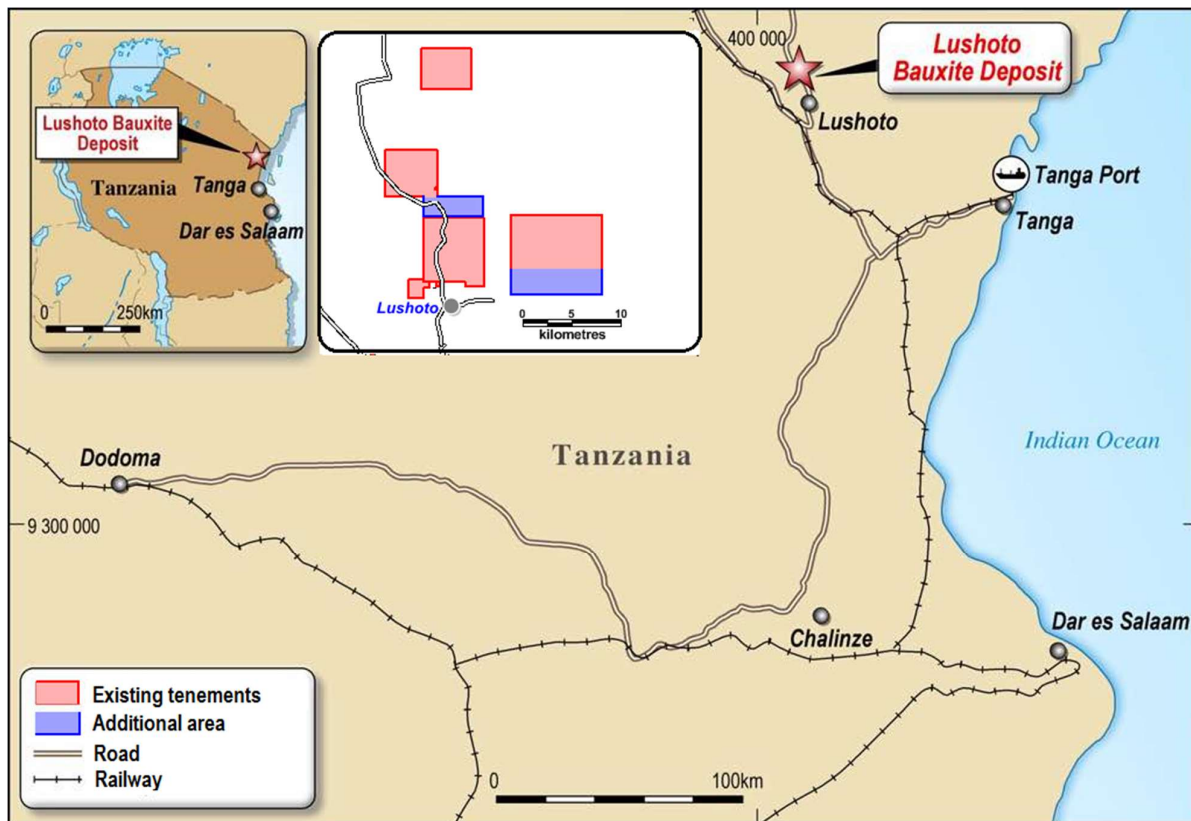 Lushoto Bauxite
Deposit
Tanzania
Tanga
Dar es Salaam
0 250km
Lushoto
0 5 10
kilometres
400 000
Lushoto
Bauxite Deposit
Lushoto
Tanga Port
Tanga
Indian Ocean
Tanzania
Dodoma
9 300 000
Chalinze
Dar es Salaam
Existing tenements
Additional area
Road
Railway
0 100km